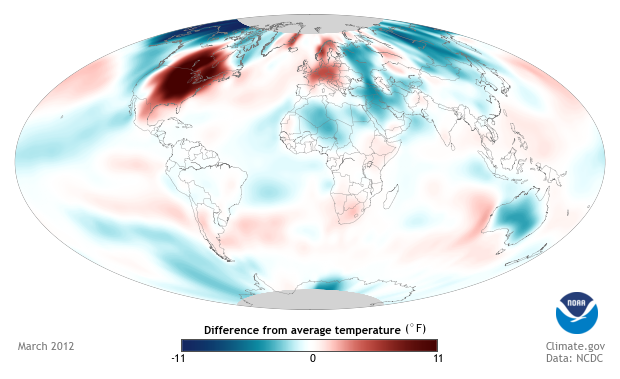 NOAA
Difference from average temperature (°F)
March 2012
-11 0 11
Climate.gov
Data: NCDC